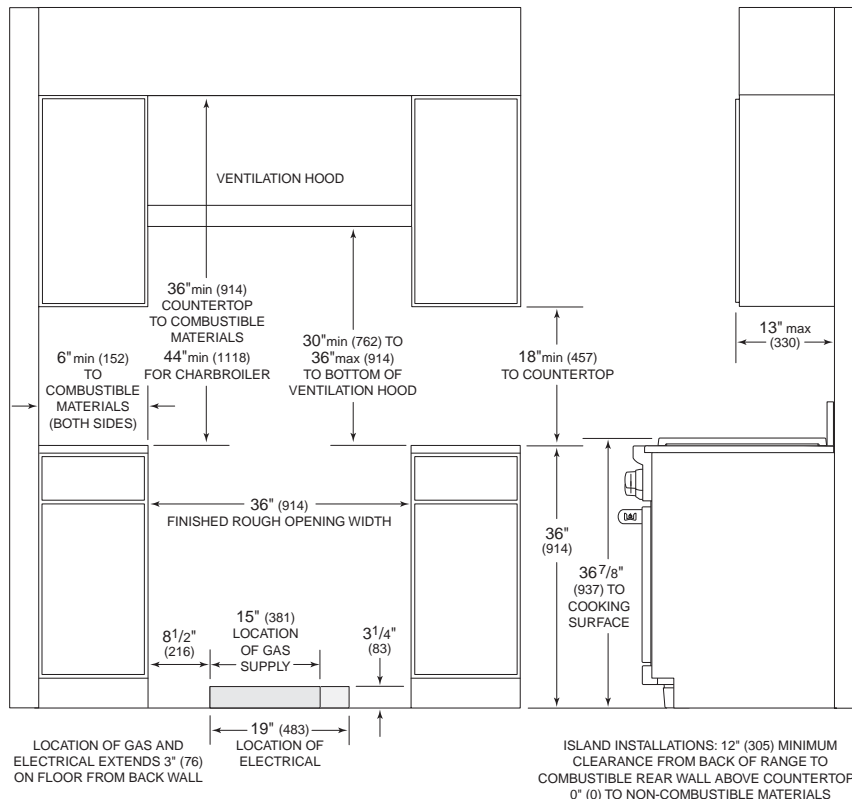 VENTILATION HOOD
36" min (914)
COUNTERTOP
TO COMBUSTIBLE
MATERIALS
44" min (1118)
FOR CHARBROILER
30" min (762) TO
36" max (914)
TO BOTTOM OF
VENTILATION HOOD
18" min (457)
TO COUNTERTOP
13" max
(330)
6" min (152)
TO
COMBUSTIBLE
MATERIALS
(BOTH SIDES)
36" (914)
FINISHED ROUGH OPENING WIDTH
36"
(914)
36 7/8"
(937) TO
COOKING
SURFACE
8 1/2"
(216)
15" (381)
LOCATION
OF GAS
SUPPLY
3 1/4"
(83)
19" (483)
LOCATION OF
ELECTRICAL
LOCATION OF GAS AND
ELECTRICAL EXTENDS 3" (76)
ON FLOOR FROM BACK WALL
ISLAND INSTALLATIONS: 12" (305) MINIMUM
CLEARANCE FROM BACK OF RANGE TO
COMBUSTIBLE REAR WALL ABOVE COUNTERTOP
0" (0) TO NON-COMBUSTIBLE MATERIALS